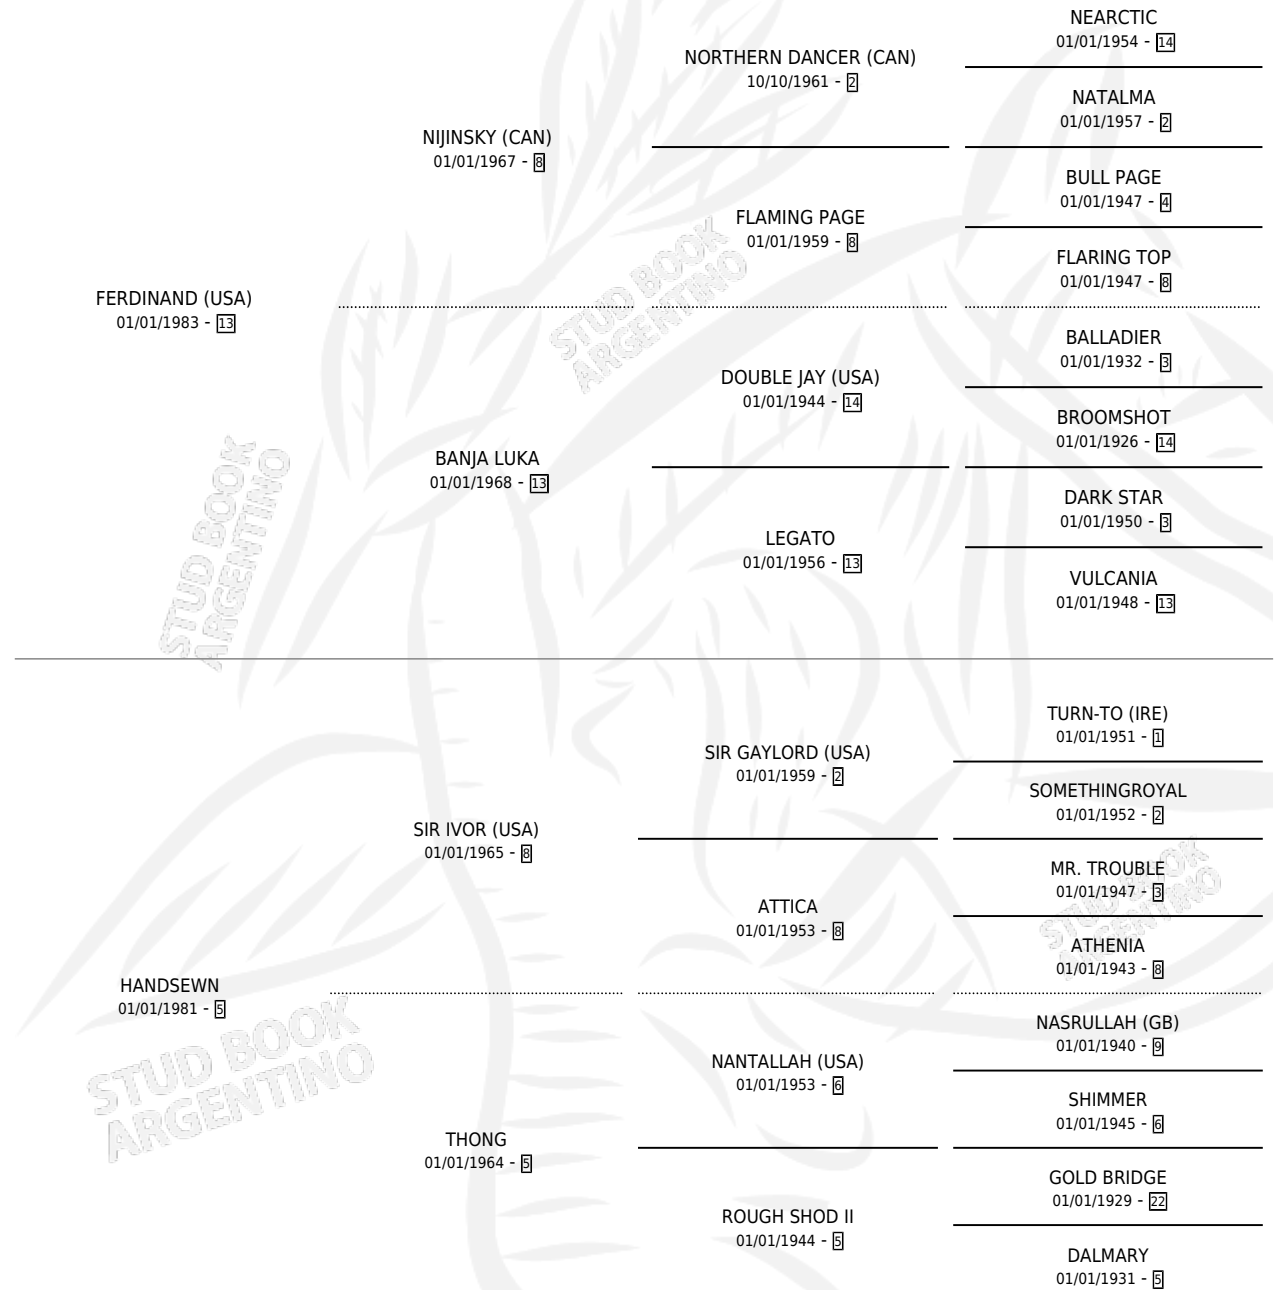 NEARCTIC
01/01/1954 - 14
NORTHERN DANCER (CAN)
10/10/1961 - 2
NATALMA
01/01/1957 - 2
NIJINSKY (CAN)
01/01/1967 - 8
BULL PAGE
01/01/1947 - 4
FLAMING PAGE
01/01/1959 - 8
FLARING TOP
01/01/1947 - 8
FERDINAND (USA)
01/01/1983 - 13
STUD BOOK
ARGENTINO
BALLADIER
01/01/1932 - 3
DOUBLE JAY (USA)
01/01/1944 - 14
BROOMSHOT
01/01/1926 - 14
BANJA LUKA
01/01/1968 - 13
DARK STAR
01/01/1950 - 3
LEGATO
01/01/1956 - 13
VULCANIA
01/01/1948 - 13
STUD BOOK
ARGENTINO
TURN-TO (IRE)
01/01/1951 - 1
SIR GAYLORD (USA)
01/01/1959 - 2
SOMETHINGROYAL
01/01/1952 - 2
SIR IVOR (USA)
01/01/1965 - 8
MR. TROUBLE
01/01/1947 - 3
ATTICA
01/01/1953 - 8
STUD BOOK
ARGENTINO
ATHENIA
01/01/1943 - 8
HANDSEWN
01/01/1981 - 5
NASRULLAH (GB)
01/01/1940 - 9
NANTALLAH (USA)
01/01/1953 - 6
SHIMMER
01/01/1945 - 6
STUD BOOK
ARGENTINO
THONG
01/01/1964 - 5
GOLD BRIDGE
01/01/1929 - 22
ROUGH SHOD II
01/01/1944 - 5
DALMARY
01/01/1931 - 5